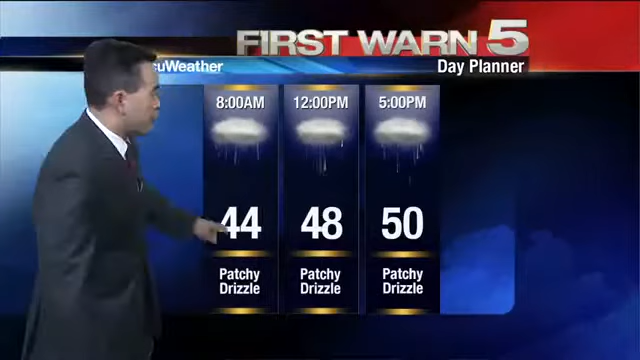 FIRST WARN 5
cuWeather
Day Planner
8:00AM 12:00PM 5:00PM
44 48 50
Patchy Drizzle Patchy Drizzle Patchy Drizzle